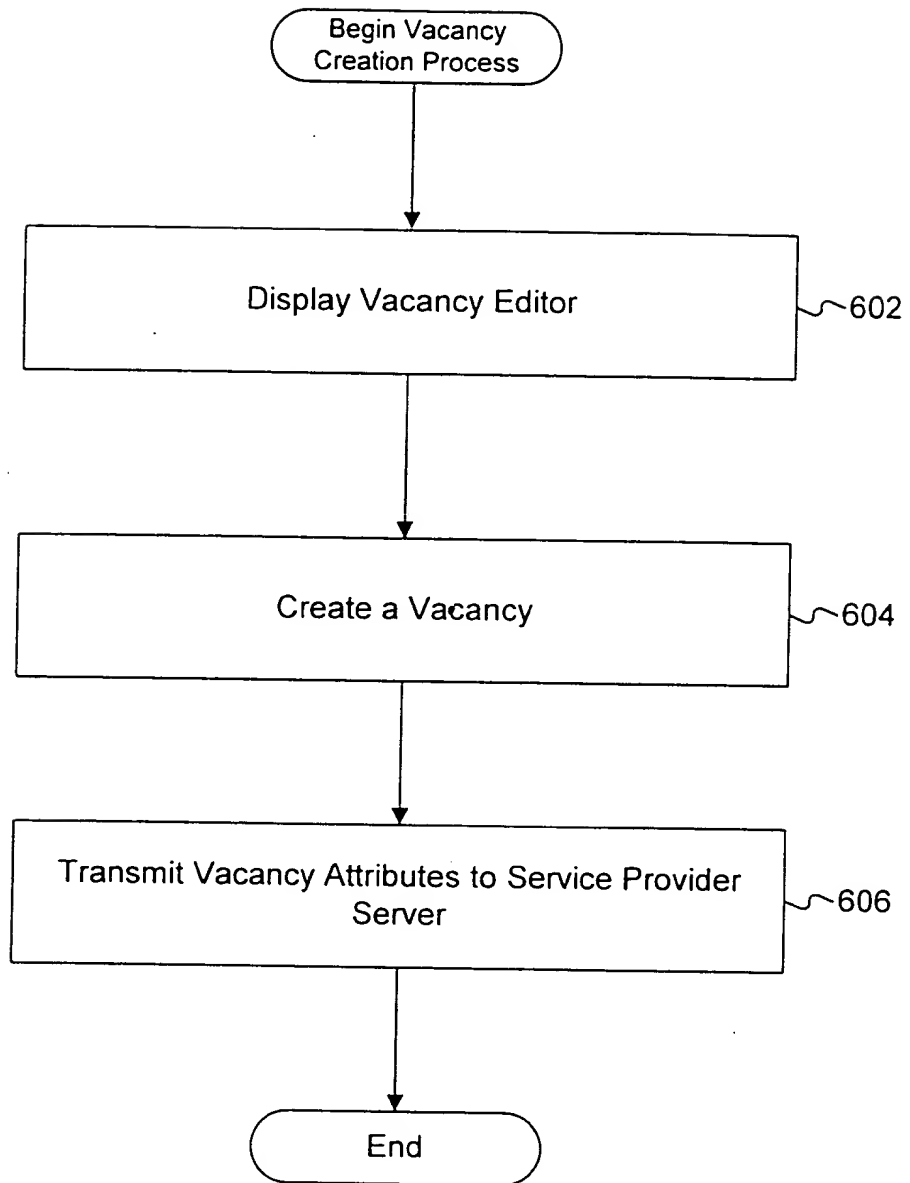 Begin Vacancy
Creation Process
Display Vacancy Editor
602
Create a Vacancy
604
Transmit Vacancy Attributes to Service Provider
Server
606
End